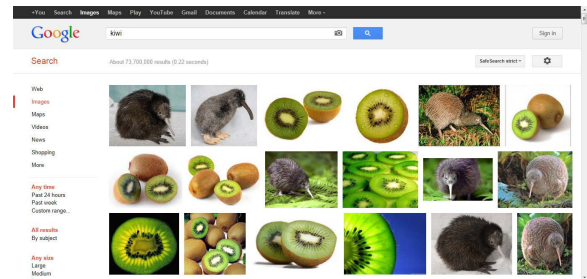 +You Search Images Maps Play YouTube Gmail Documents Calendar Translate More
Google
kiwi
Sign in
Search
About 73,700,000 results (0.22 seconds)
SafeSearch strict
Web
Images
Maps
Videos
News
Shopping
More
Any time
Past 24 hours
Past week
Custom range...
All results
By subject
Any size
Large
Medium